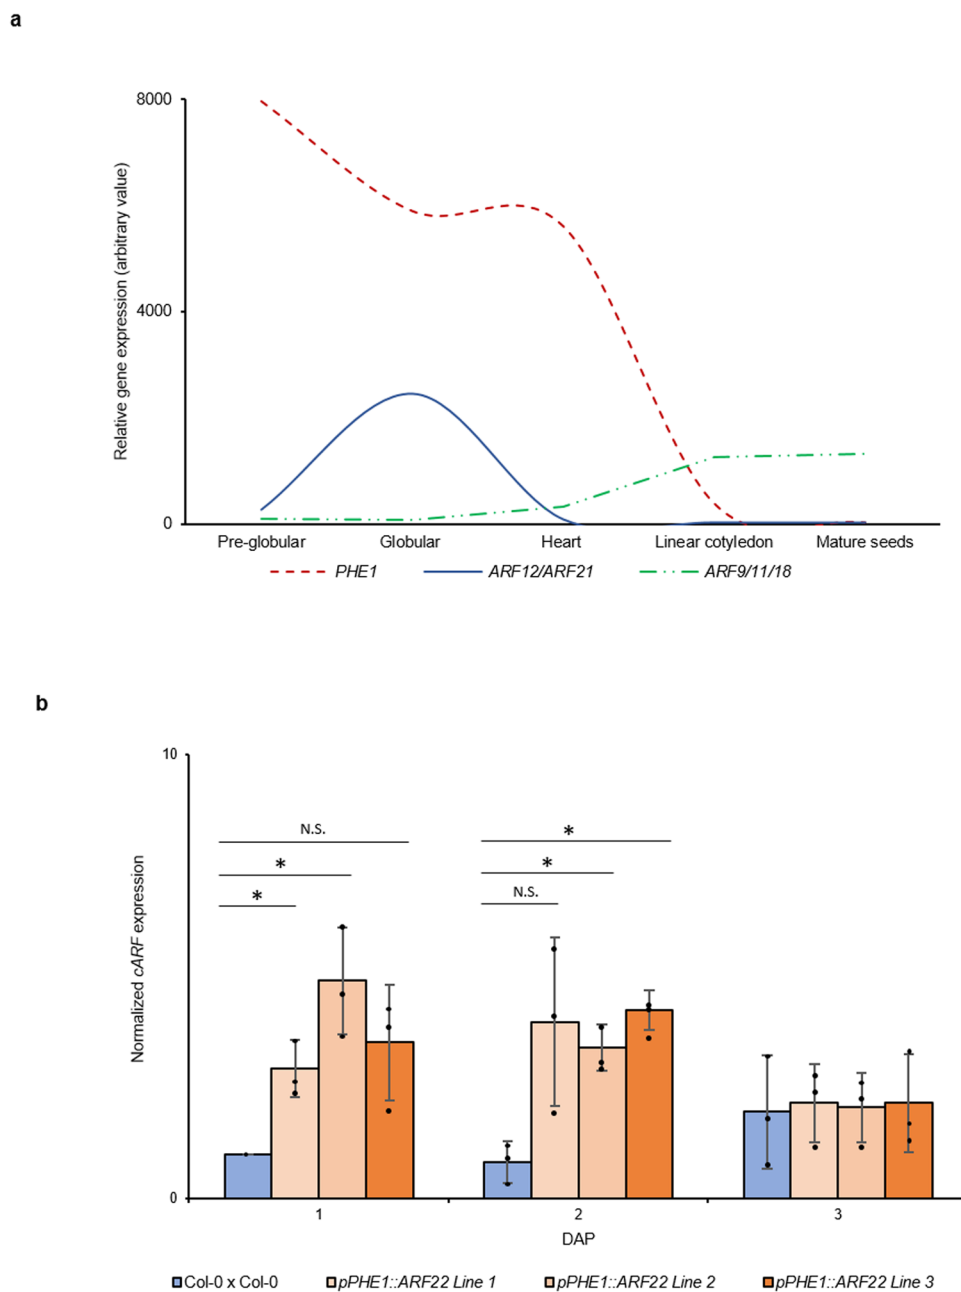 a
8000
4000
0
Relative gene expression (arbitrary value)
Pre-globular Globular Heart Linear cotyledon Mature seeds
PHE1 ARF12/ARF21 ARF9/11/18
b
10
0
Normalized cARF expression
N.S.
*
*
*
*
N.S.
1 2 3
DAP
Col-0 x Col-0 pPHE1::ARF22 Line 1 pPHE1::ARF22 Line 2 pPHE1::ARF22 Line 3